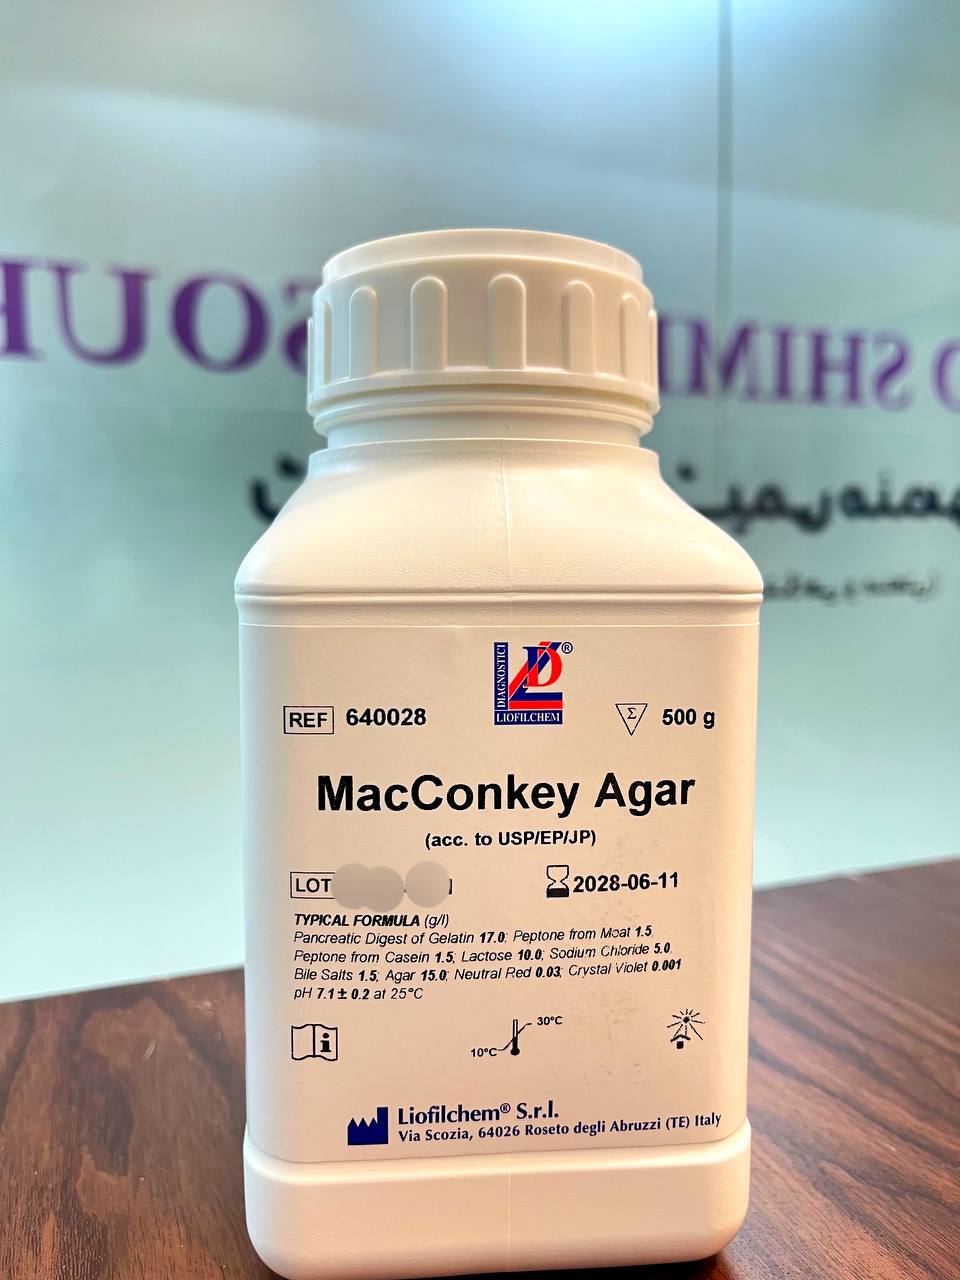 DIAGNOSTICI
LD®
LIOFILCHEM
REF 640028
Σ 500 g
MacConkey Agar
(acc. to USP/EP/JP)
LOT
2028-06-11
TYPICAL FORMULA (g/l)
Pancreatic Digest of Gelatin 17.0; Peptone from Meat 1.5
Peptone from Casein 1.5; Lactose 10.0; Sodium Chloride 5.0
Bile Salts 1.5; Agar 15.0; Neutral Red 0.03; Crystal Violet 0.001
pH 7.1 ± 0.2 at 25°C
i
30°C
10°C
Liofilchem® S.r.l.
Via Scozia, 64026 Roseto degli Abruzzi (TE) Italy